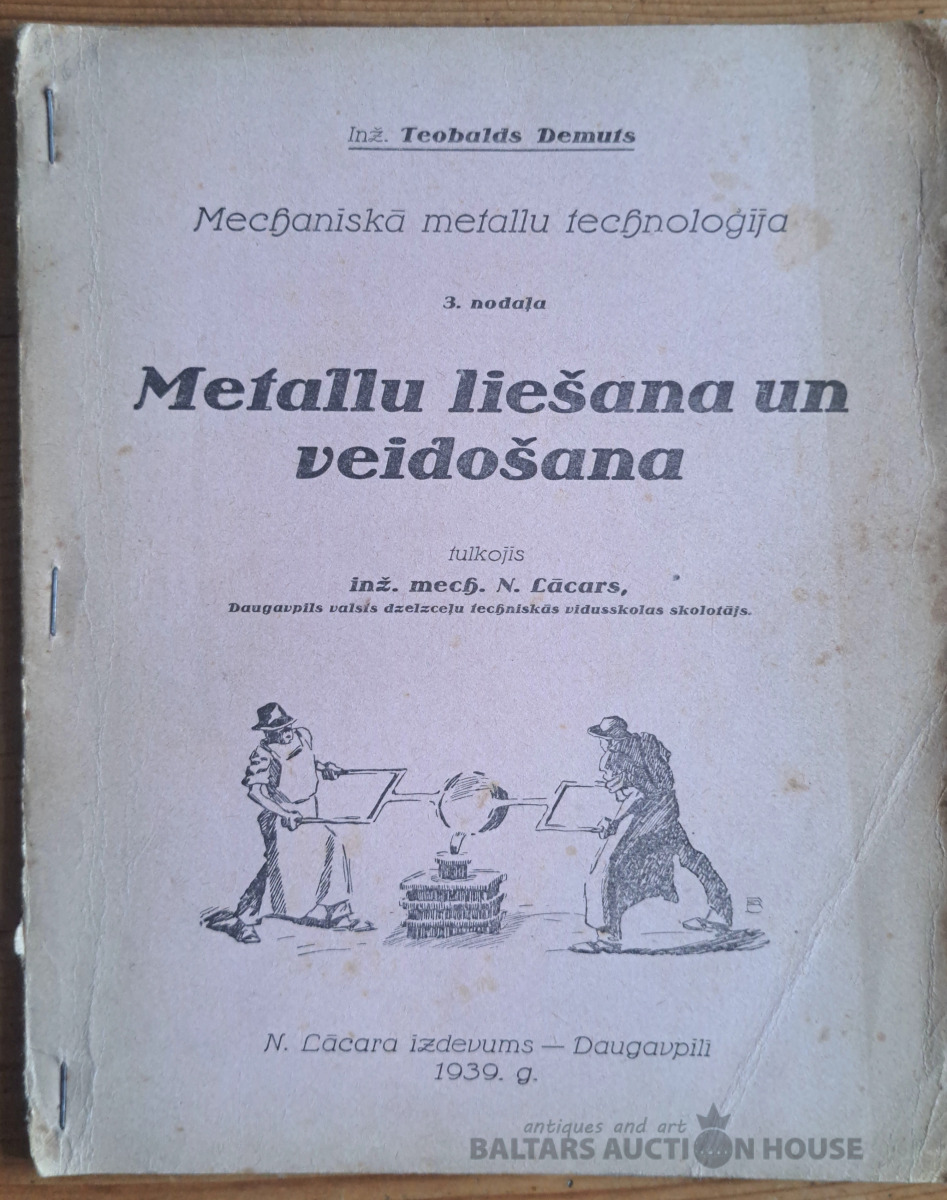 Inž. Teobalds Demuts
Mechaniskā metallu technoloģija
3. nodaļa
Metallu liešana un
veidošana
tulkojis
inž. mech. N. Lācars,
Daugavpils valsts dzelzceļu techniskās vidusskolas skolotājs.
N. Lācara izdevums — Daugavpilī
1939. g.
antiques and art
BALTARS AUCTION HOUSE